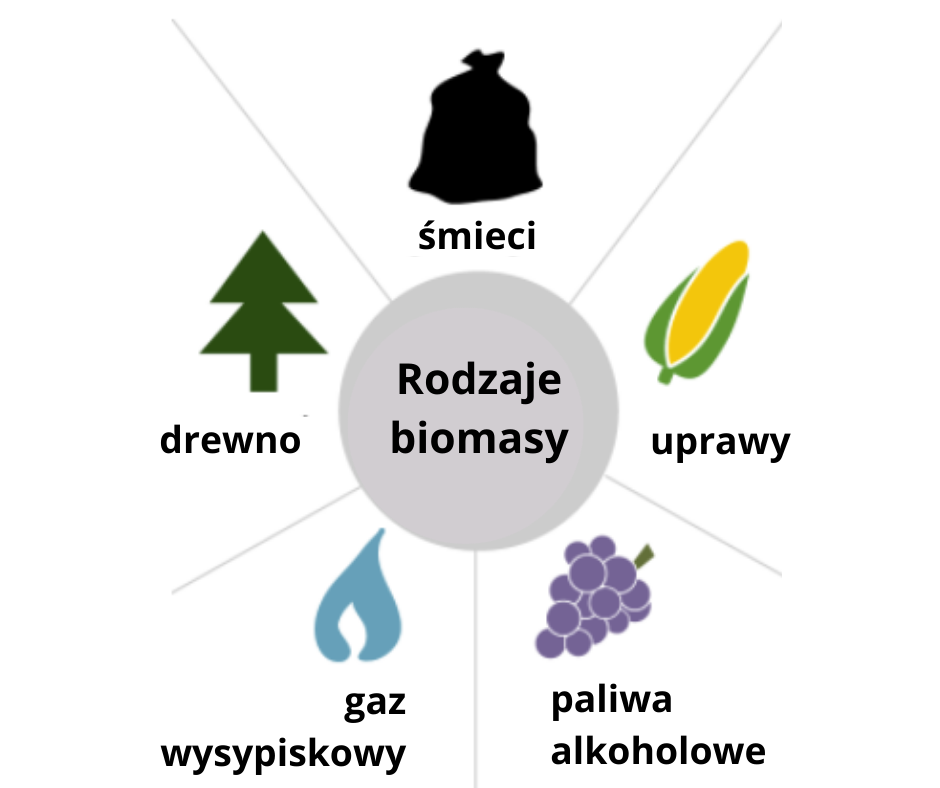 śmieci
drewno
Rodzaje
biomasy
uprawy
gaz
wysypiskowy
paliwa
alkoholowe